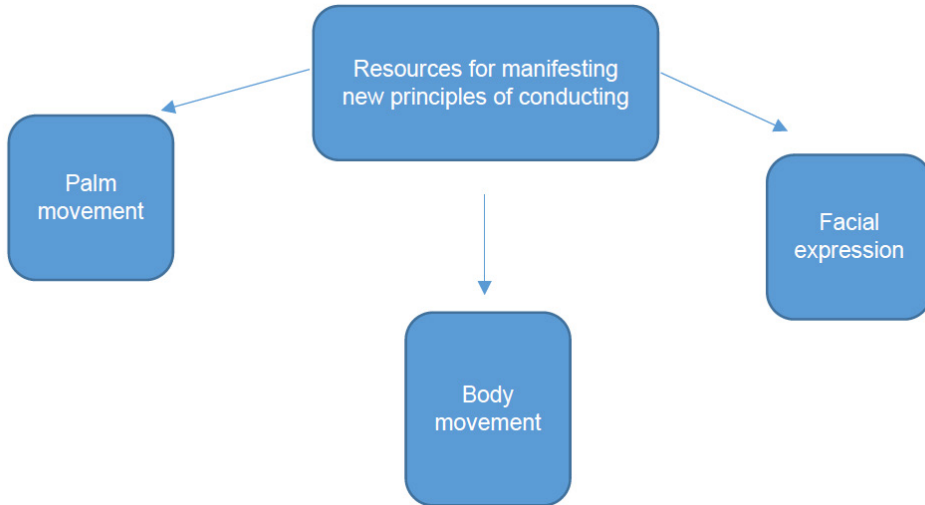 Resources for manifesting
new principles of conducting
Palm
movement
Facial
expression
Body
movement